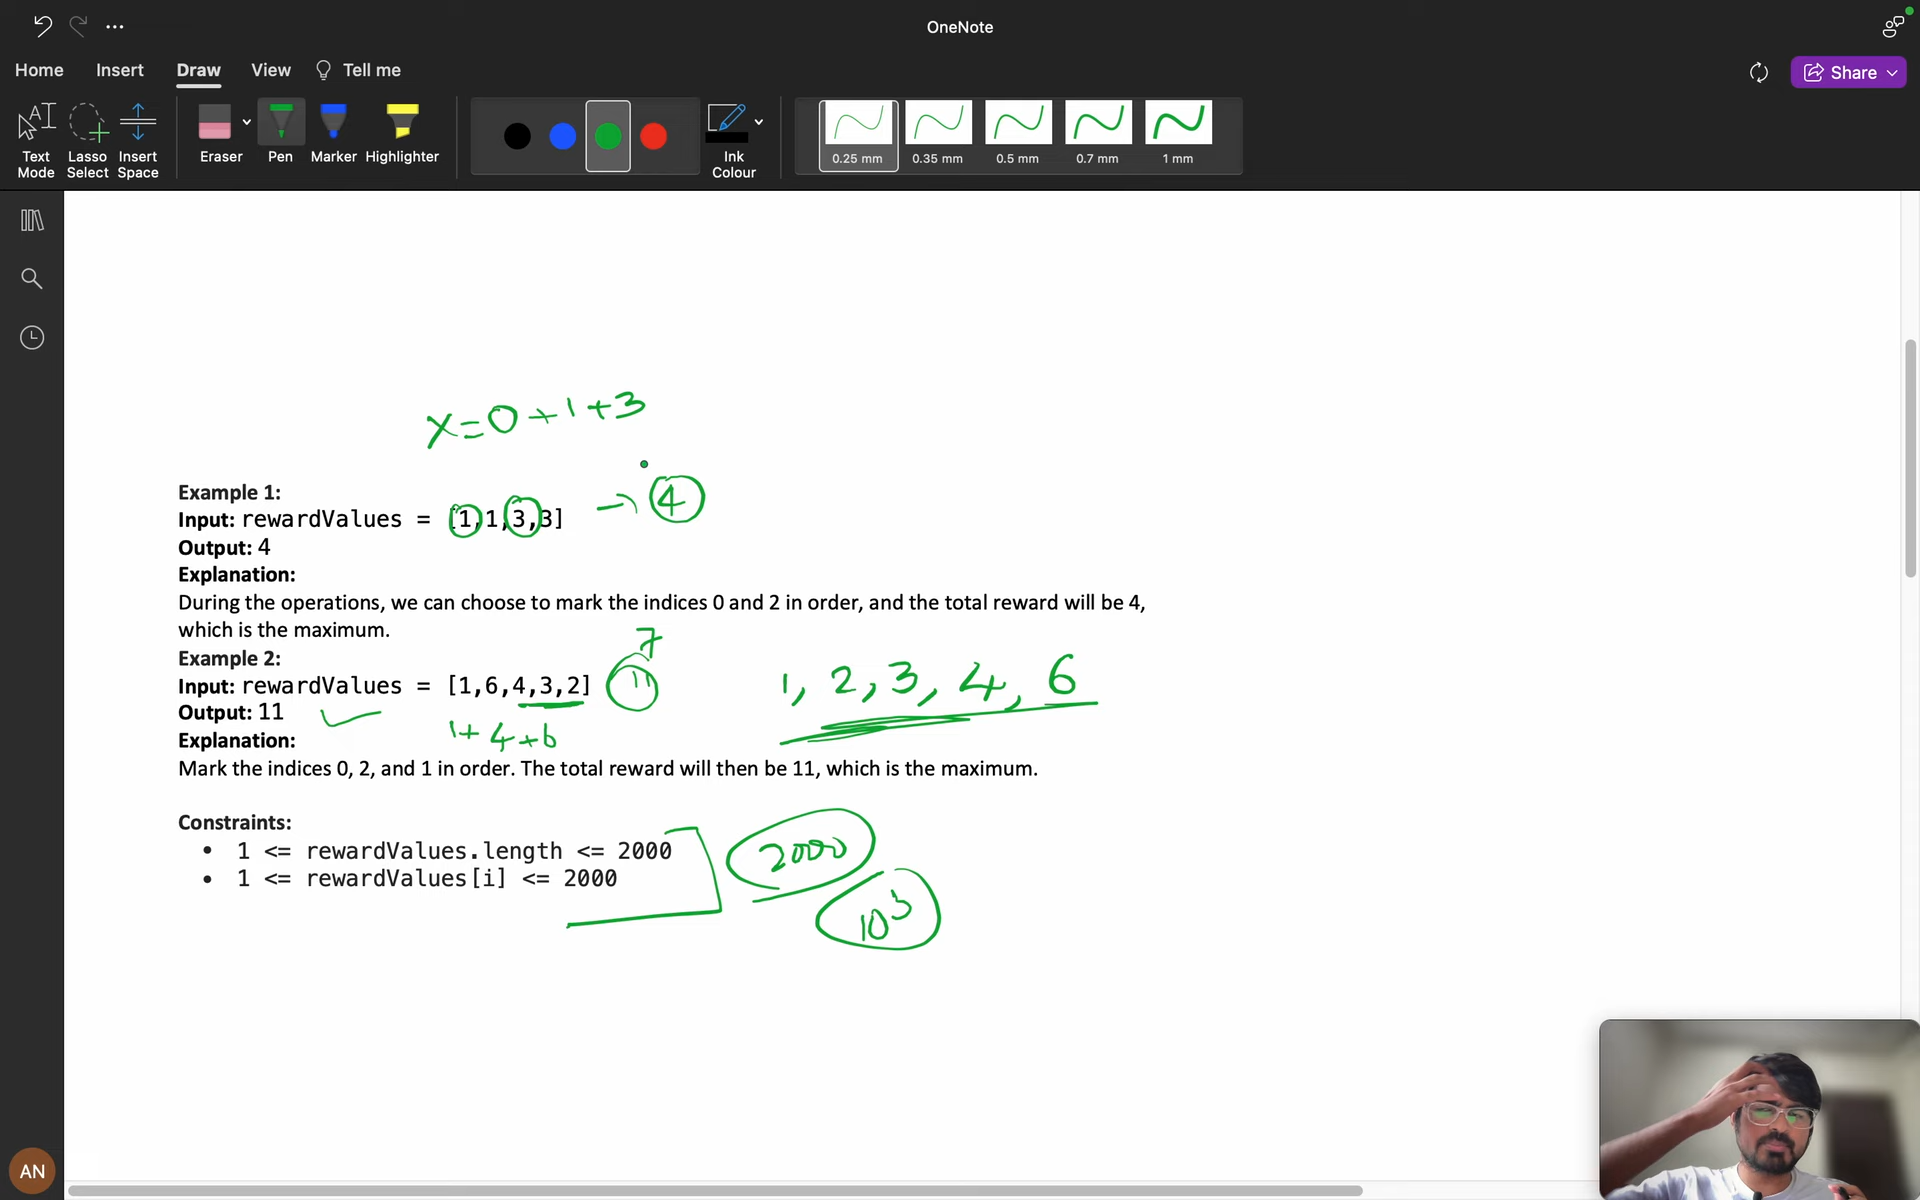 OneNote
Home Insert Draw View Tell me
Share
Text Mode
Lasso Select
Insert Space
Eraser
Pen
Marker
Highlighter
Ink Colour
0.25 mm
0.35 mm
0.5 mm
0.7 mm
1 mm
x=0+1+3
Example 1:
Input: rewardValues = [1,1,3,3] → 4
Output: 4
Explanation:
During the operations, we can choose to mark the indices 0 and 2 in order, and the total reward will be 4,
which is the maximum.
7
Example 2:
Input: rewardValues = [1,6,4,3,2] 11
1, 2, 3, 4, 6
Output: 11
1+ 4+6
Explanation:
Mark the indices 0, 2, and 1 in order. The total reward will then be 11, which is the maximum.
Constraints:
• 1 <= rewardValues.length <= 2000
2000
• 1 <= rewardValues[i] <= 2000
10³
AN